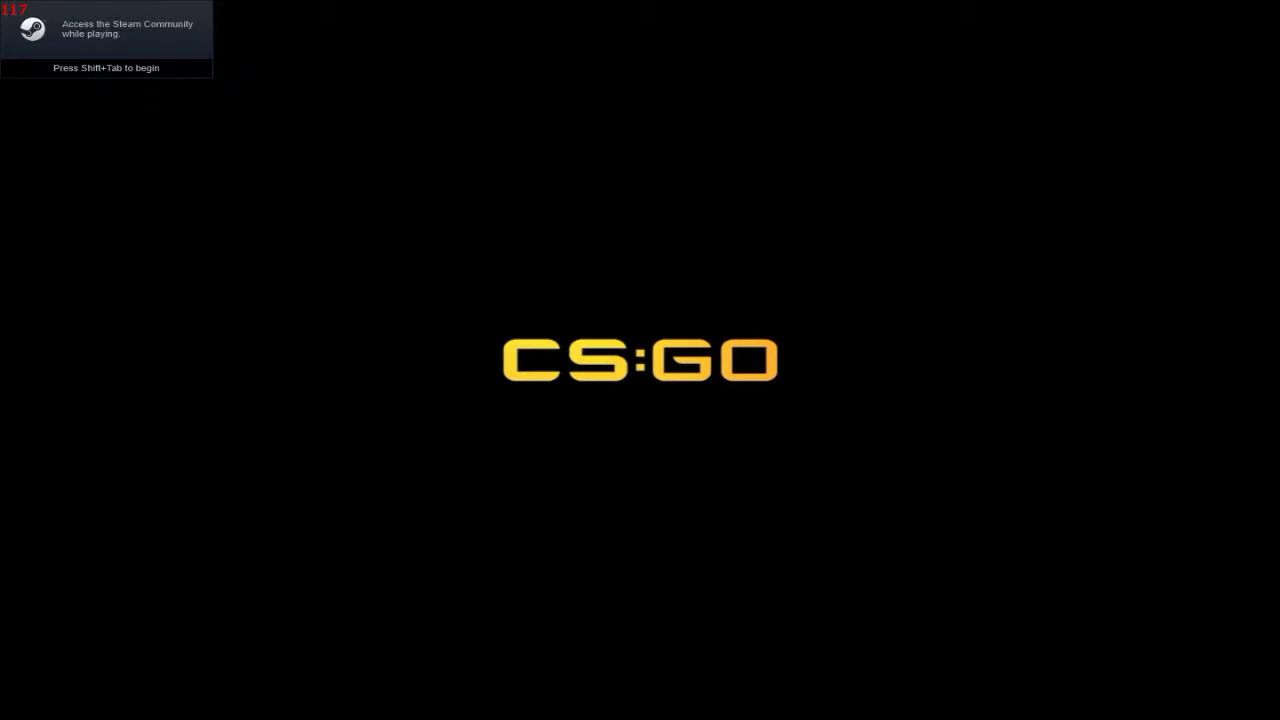 117
Access the Steam Community
while playing.
Press Shift+Tab to begin
CS:GO